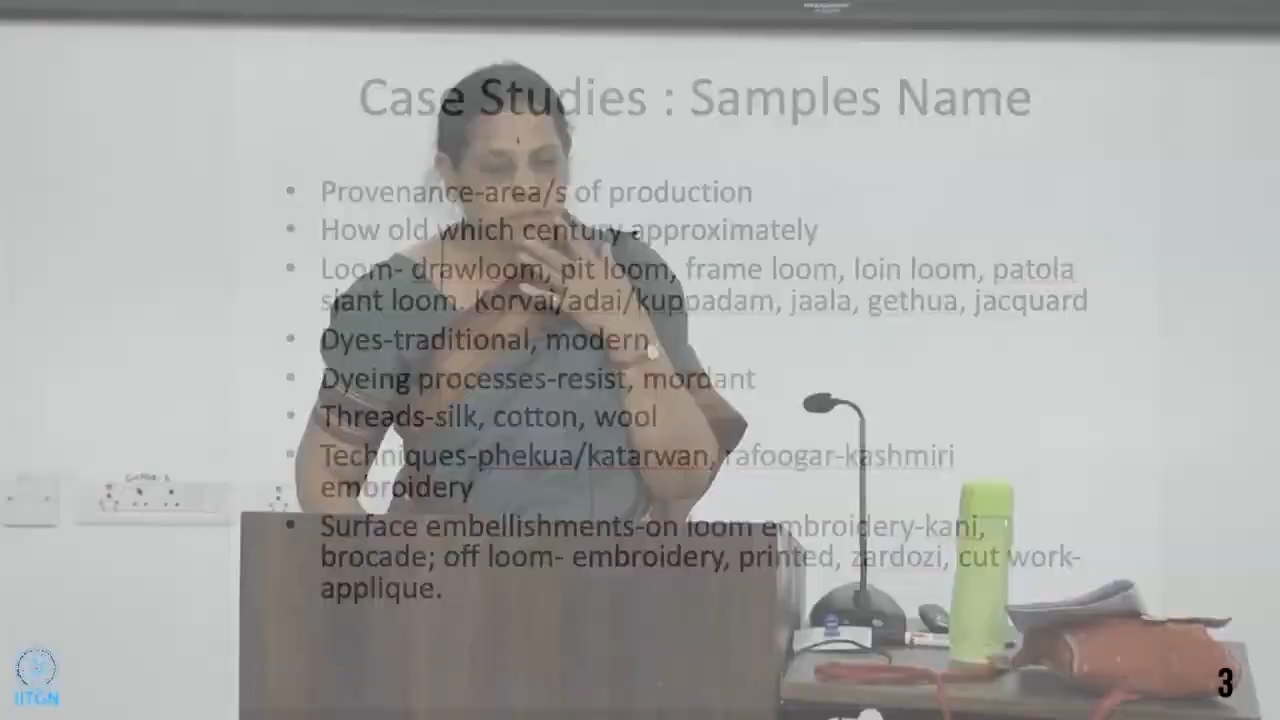 Case Studies : Samples Name
• Provenance-area/s of production
• How old which century approximately
• Loom- drawloom, pit loom, frame loom, loin loom, patola
slant loom. Korvai/adai/kuppadam, jaala, gethua, jacquard
• Dyes-traditional, modern
• Dyeing processes-resist, mordant
• Threads-silk, cotton, wool
• Techniques-phekua/katarwan, rafoogar-kashmiri
embroidery
• Surface embellishments-on loom embroidery-kani,
brocade; off loom- embroidery, printed, zardozi, cut work-
applique.
IITGN
3